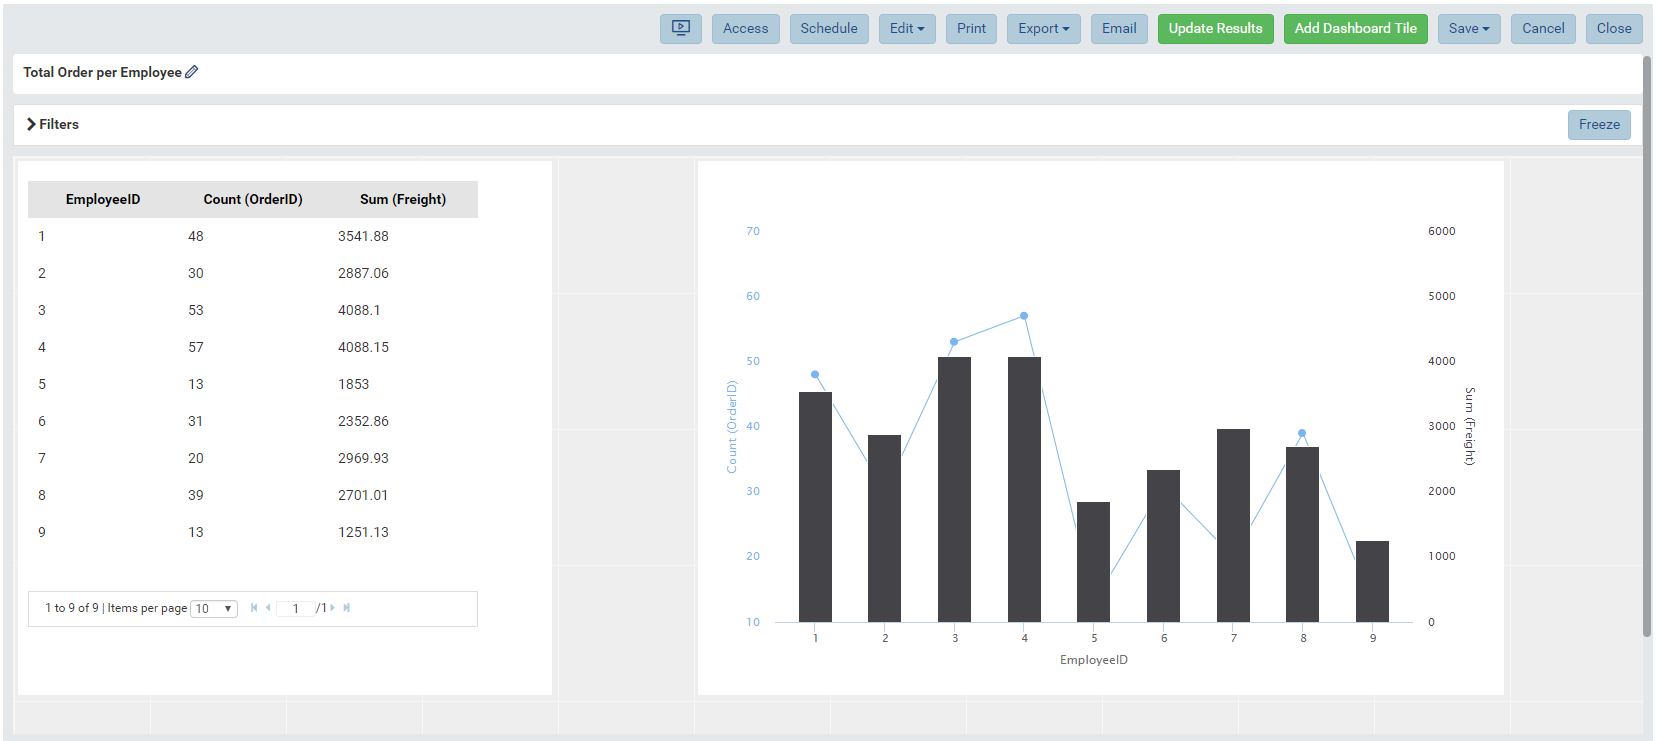 Access Schedule Edit Print Export Email Update Results Add Dashboard Tile Save Cancel Close
Total Order per Employee
Filters Freeze
EmployeeID Count (OrderID) Sum (Freight)
1 48 3541.88
2 30 2887.06
3 53 4088.1
4 57 4088.15
5 13 1853
6 31 2352.86
7 20 2969.93
8 39 2701.01
9 13 1251.13
1 to 9 of 9 | Items per page 10 1 /1
70
60
50
40
30
20
10
Count (OrderID)
6000
5000
4000
3000
2000
1000
0
Sum (Freight)
1 2 3 4 5 6 7 8 9
EmployeeID